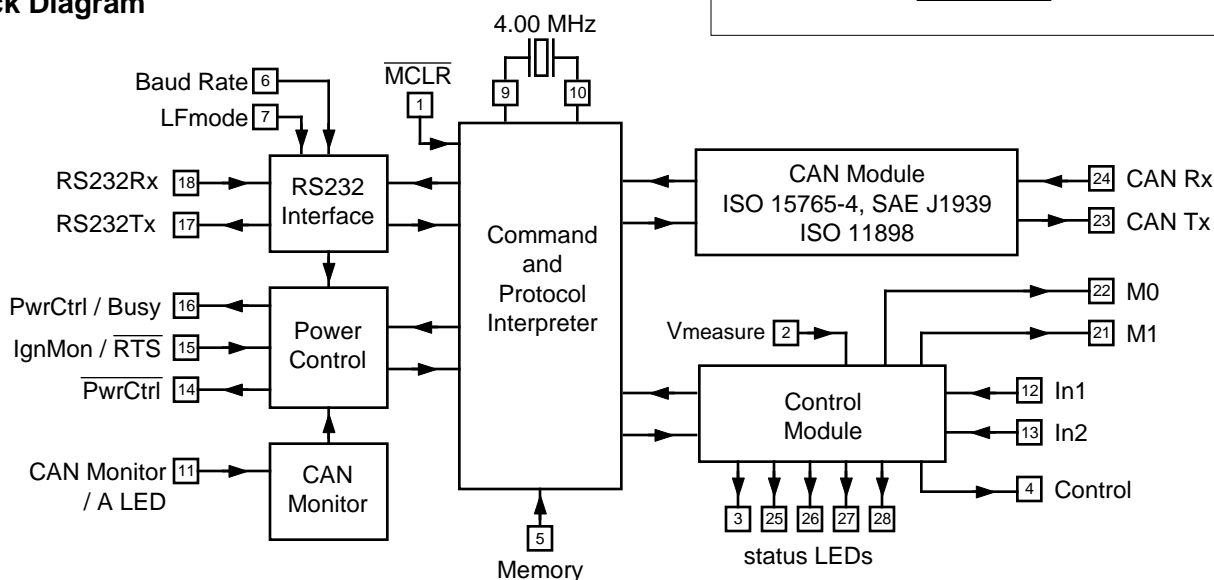 ck Diagram
4.00 MHz
MCLR
Baud Rate 6
1
9
10
LFmode 7
RS232Rx 18
RS232
Interface
RS232Tx 17
Command
and
Protocol
Interpreter
CAN Module
ISO 15765-4, SAE J1939
ISO 11898
24 CAN Rx
23 CAN Tx
PwrCtrl / Busy 16
IgnMon / RTS 15
PwrCtrl 14
Power
Control
22 M0
Vmeasure 2
21 M1
Control
Module
12 In1
13 In2
4 Control
CAN Monitor
/ A LED
11
CAN
Monitor
3 25 26 27 28
status LEDs
5
Memory